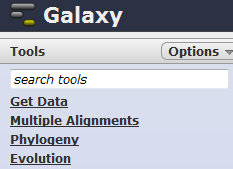 Galaxy
Tools Options
search tools
Get Data
Multiple Alignments
Phylogeny
Evolution